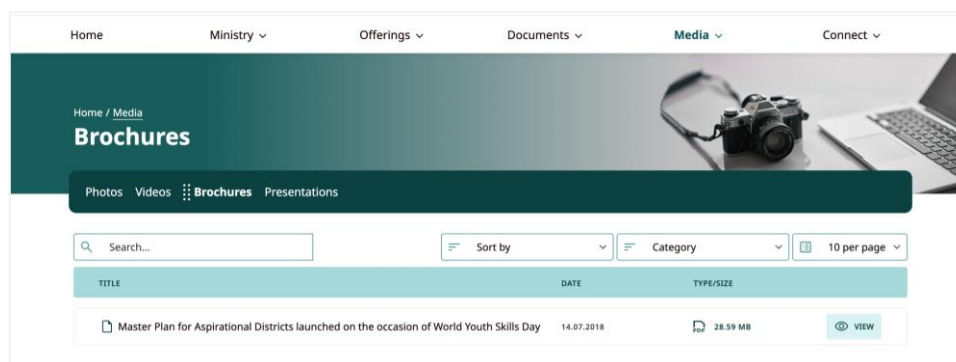 Home Ministry Offerings Documents Media Connect
Home / Media
Brochures
Photos Videos Brochures Presentations
Search... Sort by Category 10 per page
TITLE DATE TYPE/SIZE
Master Plan for Aspirational Districts launched on the occasion of World Youth Skills Day 14.07.2018 PDF 28.59 MB VIEW